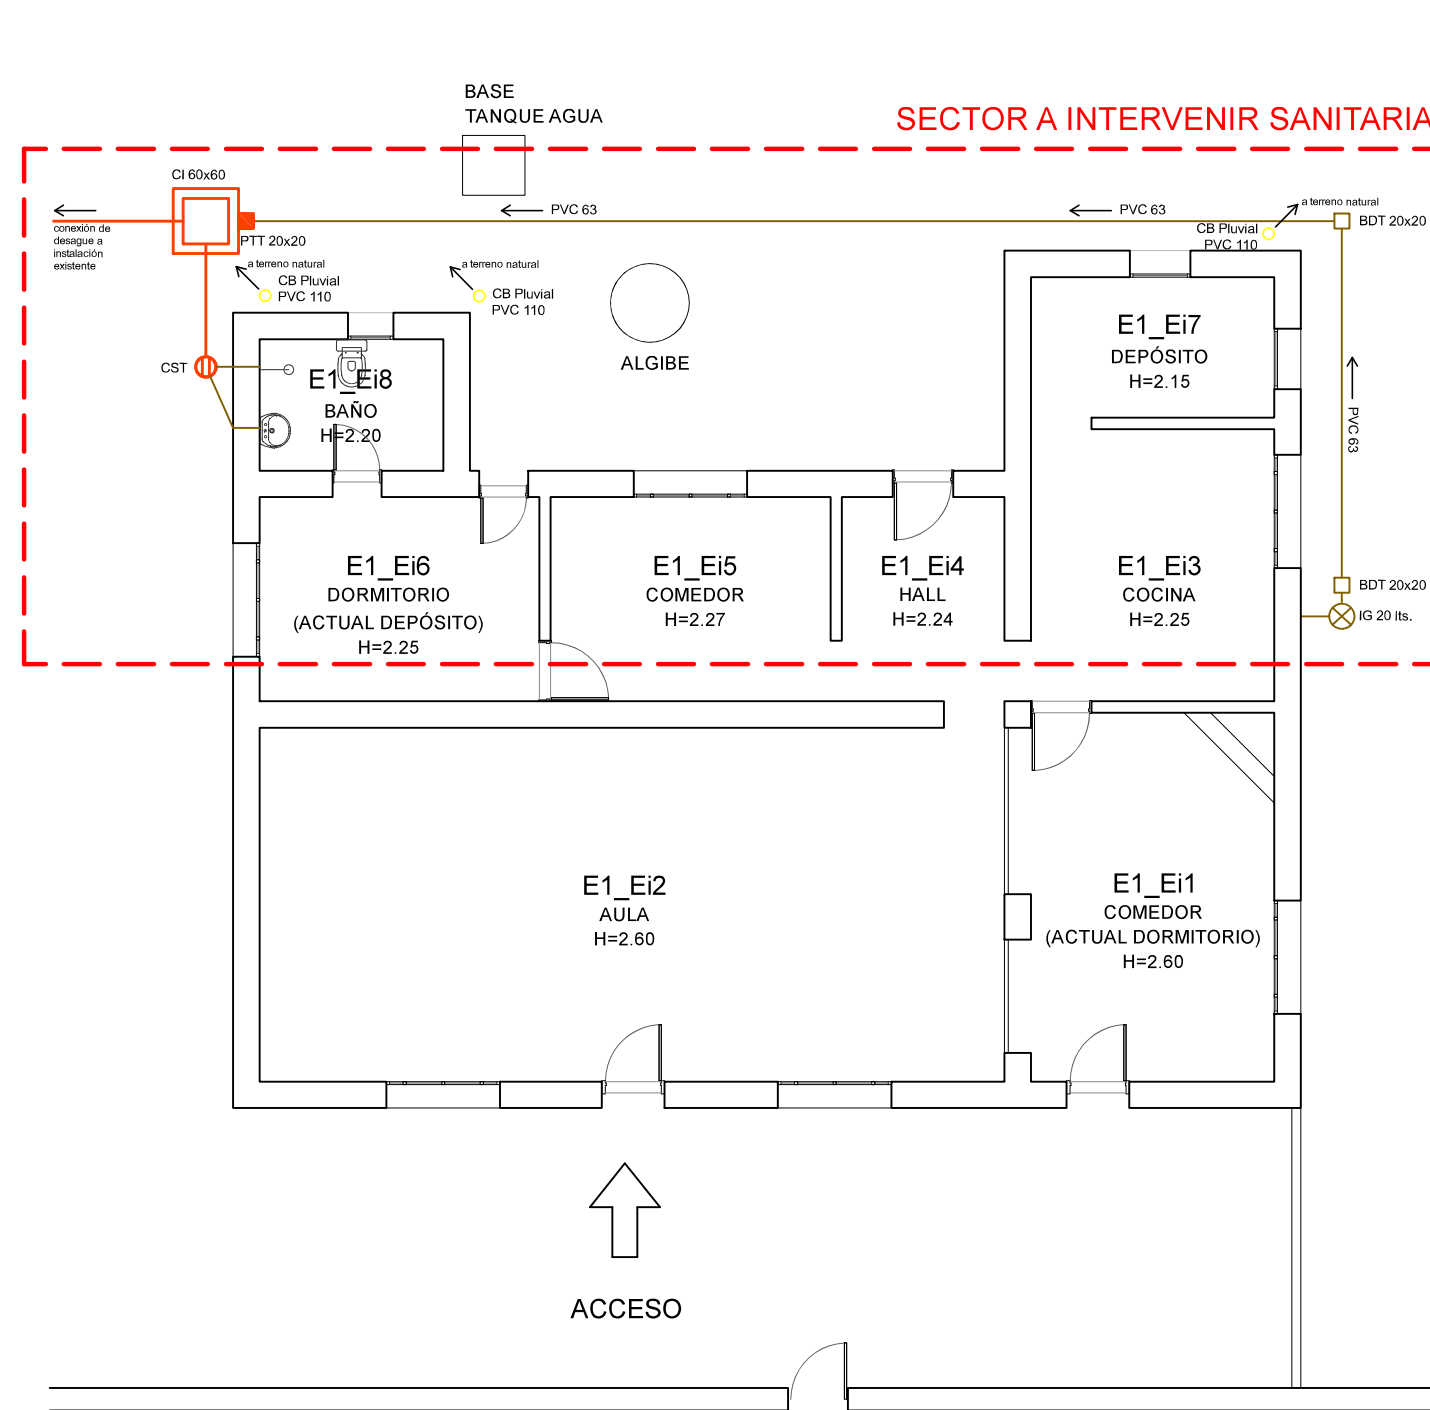 BASE
TANQUE AGUA
SECTOR A INTERVENIR SANITARIA
CI 60x60
conexión de
desague a
instalación
existente
PTT 20x20
PVC 63
PVC 63
a terreno natural
CB Pluvial
PVC 110
BDT 20x20
a terreno natural
CB Pluvial
PVC 110
a terreno natural
CB Pluvial
PVC 110
ALGIBE
CST
E1_Ei8
BAÑO
H=2.20
E1_Ei7
DEPÓSITO
H=2.15
PVC 63
E1_Ei6
DORMITORIO
(ACTUAL DEPÓSITO)
H=2.25
E1_Ei5
COMEDOR
H=2.27
E1_Ei4
HALL
H=2.24
E1_Ei3
COCINA
H=2.25
BDT 20x20
IG 20 lts.
E1_Ei2
AULA
H=2.60
E1_Ei1
COMEDOR
(ACTUAL DORMITORIO)
H=2.60
ACCESO